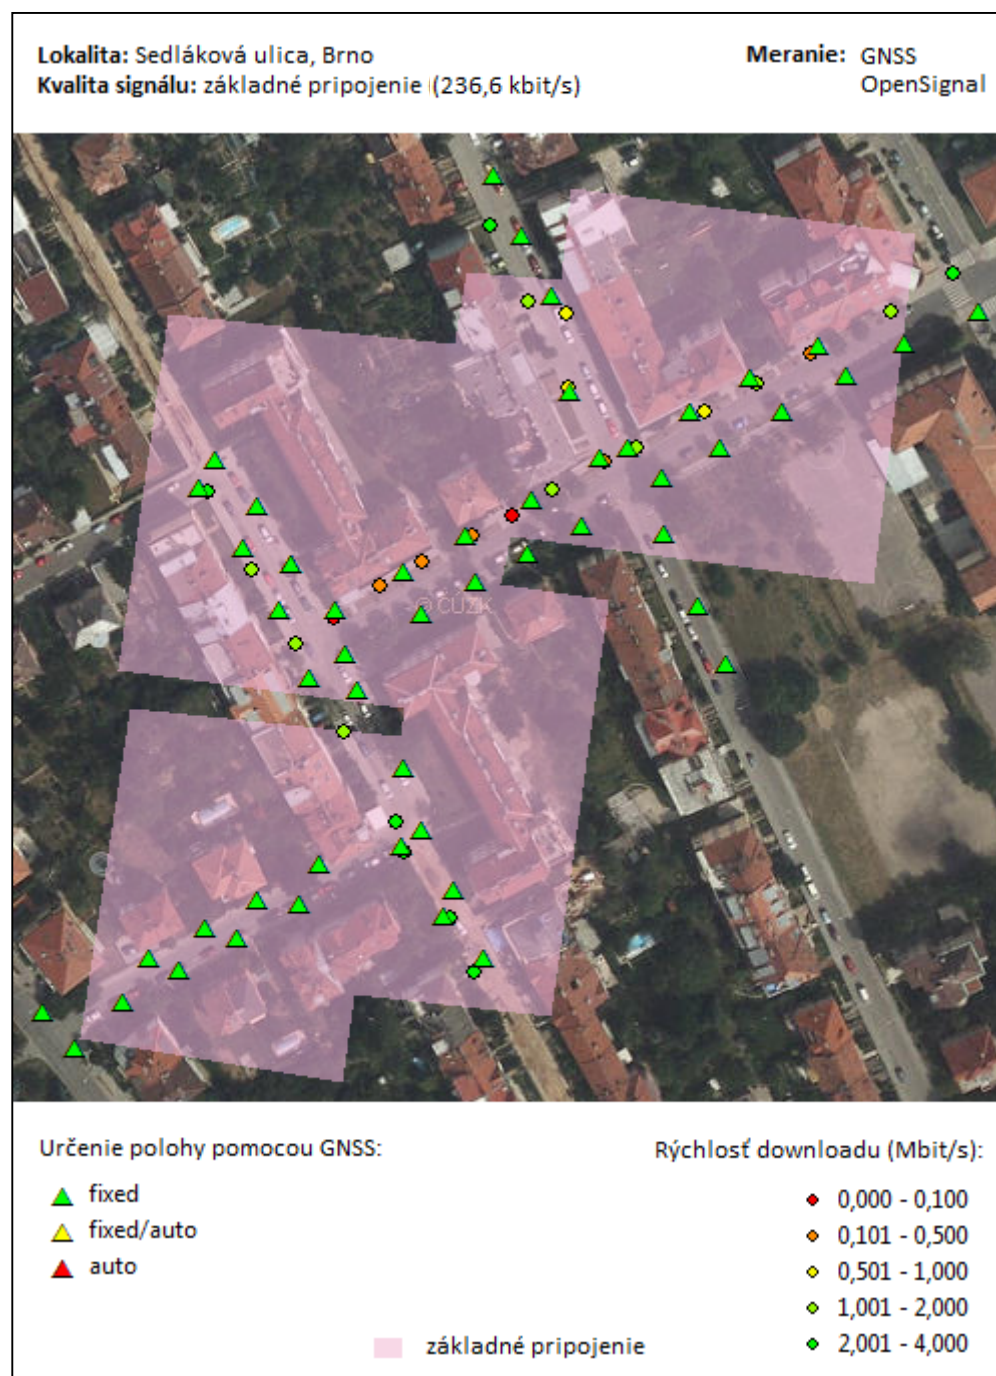 Lokalita: Sedláková ulica, Brno
Kvalita signálu: základné pripojenie (236,6 kbit/s)
Meranie: GNSS
OpenSignal
© ČÚZK
Určenie polohy pomocou GNSS:
fixed
fixed/auto
auto
Rýchlosť downloadu (Mbit/s):
0,000 - 0,100
0,101 - 0,500
0,501 - 1,000
1,001 - 2,000
2,001 - 4,000
základné pripojenie